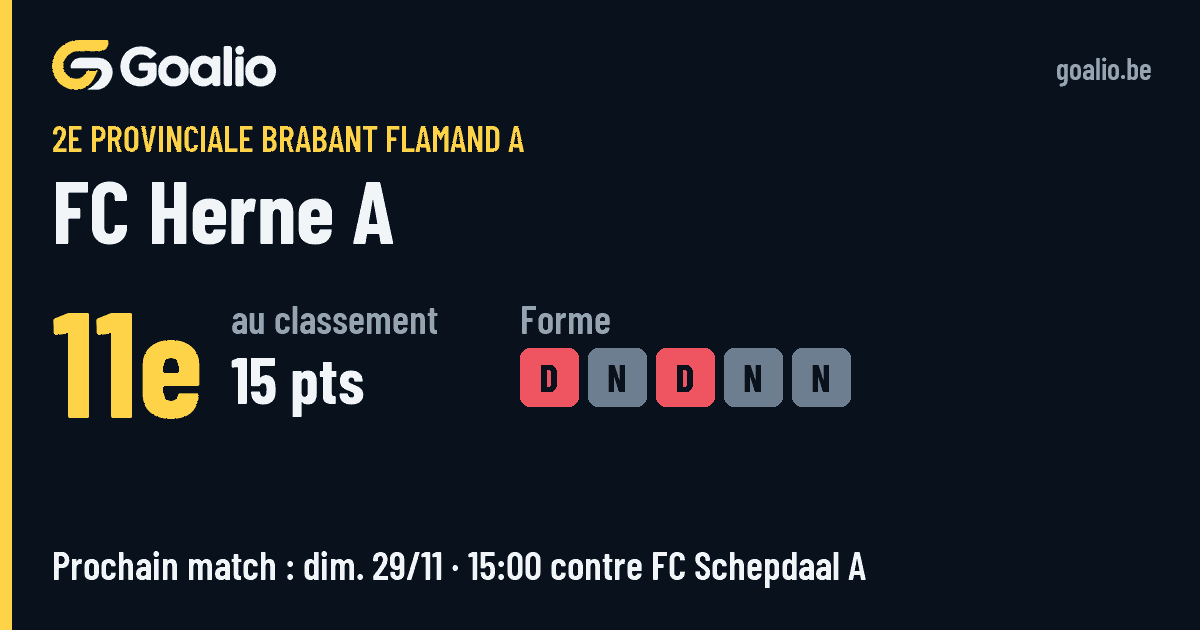 Goalio
goalio.be
2E PROVINCIALE BRABANT FLAMAND A
FC Herne A
11e
au classement
15 pts
Forme
D N D N N
Prochain match : dim. 29/11 · 15:00 contre FC Schepdaal A